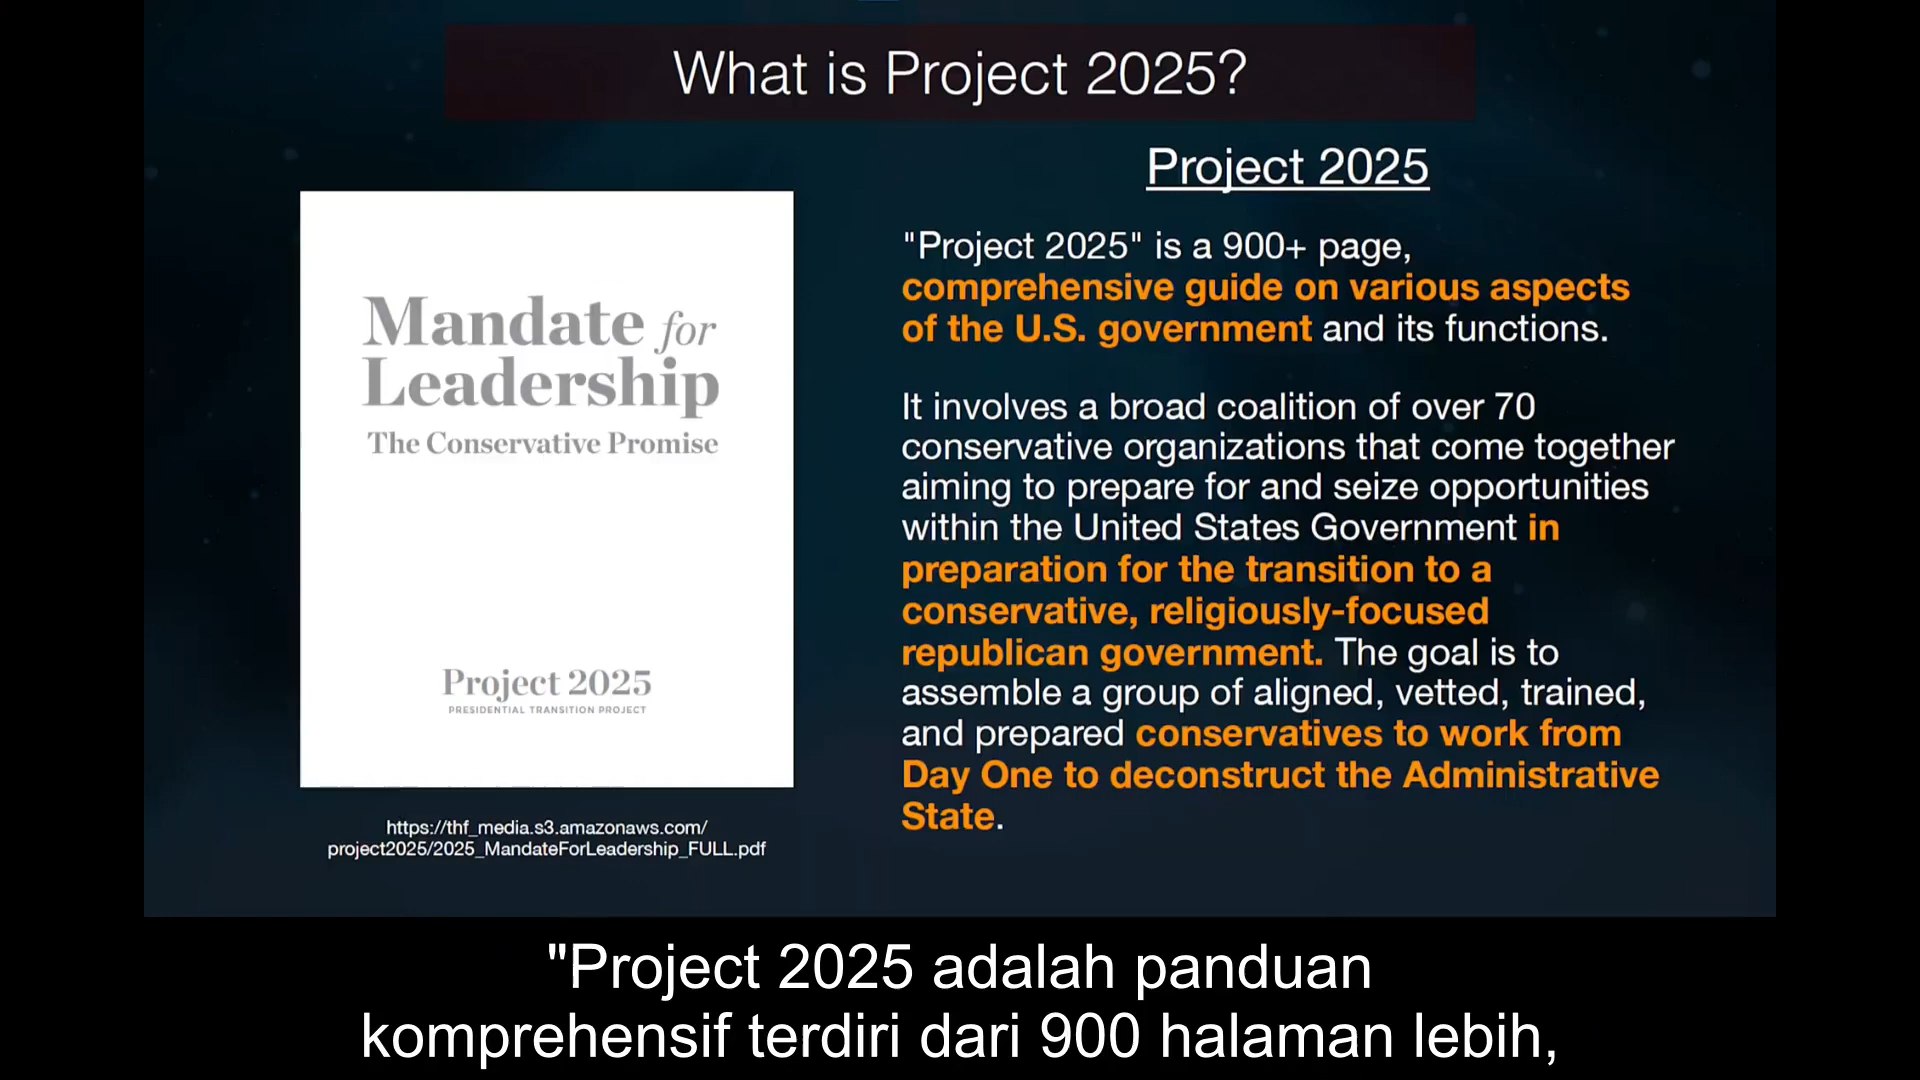 What is Project 2025?
Mandate for
Leadership
The Conservative Promise
Project 2025
PRESIDENTIAL TRANSITION PROJECT
https://thf_media.s3.amazonaws.com/
project2025/2025_MandateForLeadership_FULL.pdf
Project 2025
"Project 2025" is a 900+ page,
comprehensive guide on various aspects
of the U.S. government and its functions.
It involves a broad coalition of over 70
conservative organizations that come together
aiming to prepare for and seize opportunities
within the United States Government in
preparation for the transition to a
conservative, religiously-focused
republican government. The goal is to
assemble a group of aligned, vetted, trained,
and prepared conservatives to work from
Day One to deconstruct the Administrative
State.
"Project 2025 adalah panduan
komprehensif terdiri dari 900 halaman lebih,